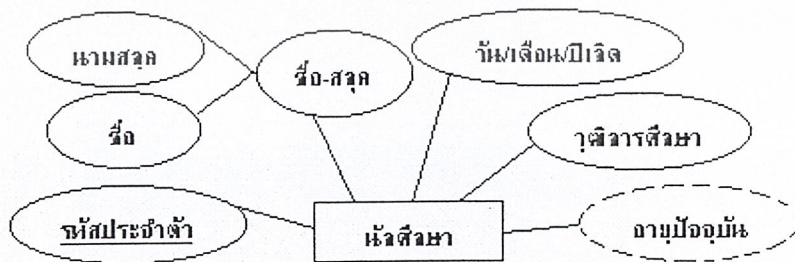 นามสกุล
ชื่อ-สกุล
วัน/เดือน/ปีเกิด
ชื่อ
วุฒิการศึกษา
รหัสประจำตัว
นักศึกษา
อายุปัจจุบัน